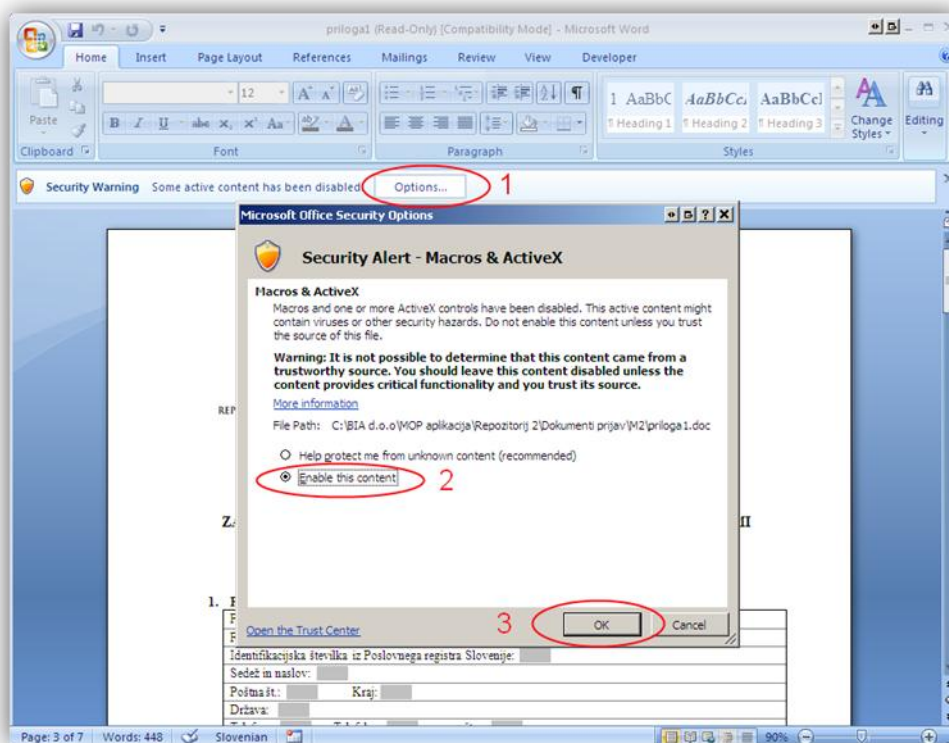 priloga1 (Read-Only) [Compatibility Mode] - Microsoft Word
Home Insert Page Layout References Mailings Review View Developer
12
1 AaBbC AaBbCc AaBbCcl
Paste
B I U abc x, x² Aa A
¶ Heading 1 ¶ Heading 2 ¶ Heading 3
Change Styles
Editing
Clipboard Font Paragraph Styles
Security Warning Some active content has been disabled Options... 1
Microsoft Office Security Options
Security Alert - Macros & ActiveX
Macros & ActiveX
Macros and one or more ActiveX controls have been disabled. This active content might
contain viruses or other security hazards. Do not enable this content unless you trust
the source of this file.
Warning: It is not possible to determine that this content came from a
trustworthy source. You should leave this content disabled unless the
content provides critical functionality and you trust its source.
More information
REP
File Path: C:\BIA d.o.o\MOP aplikacija\Repozitorij 2\Dokumenti prijav\M2\priloga1.doc
Help protect me from unknown content (recommended)
Enable this content 2
1.
Open the Trust Center 3 OK Cancel
Identifikacijska številka iz Poslovnega registra Slovenije:
Sedež in naslov:
Poštna št.: Kraj:
Država:
Page: 3 of 7 Words: 448 Slovenian 90%